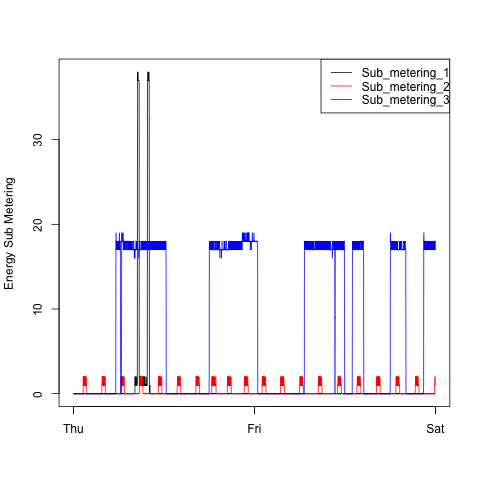 Sub_metering_1
Sub_metering_2
Sub_metering_3
Energy Sub Metering
30
20
10
0
Thu
Fri
Sat